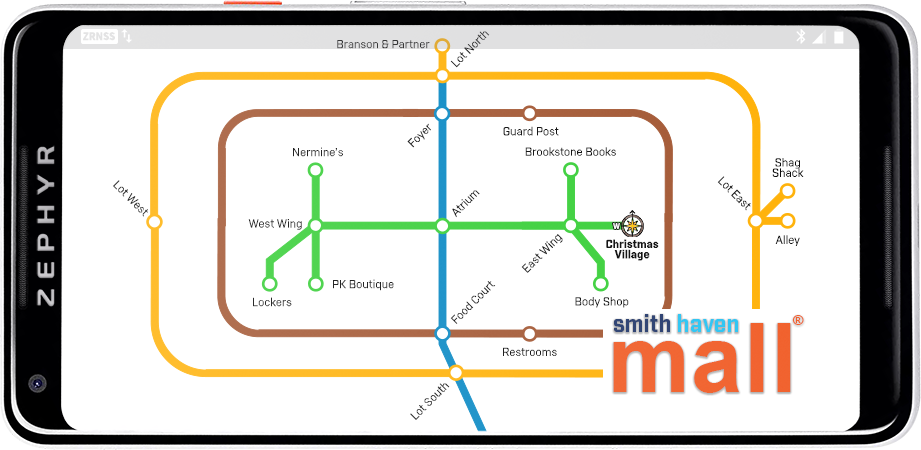 ZRNSS
Branson & Partner
Lot North
Foyer
Guard Post
Nermine's
Brookstone Books
Shag
Shack
Lot West
Lot East
West Wing
Atrium
W
Alley
East Wing
Christmas
Village
Lockers
PK Boutique
Body Shop
Food Court
smith haven
mall®
Restrooms
Lot South
ZEPHYR